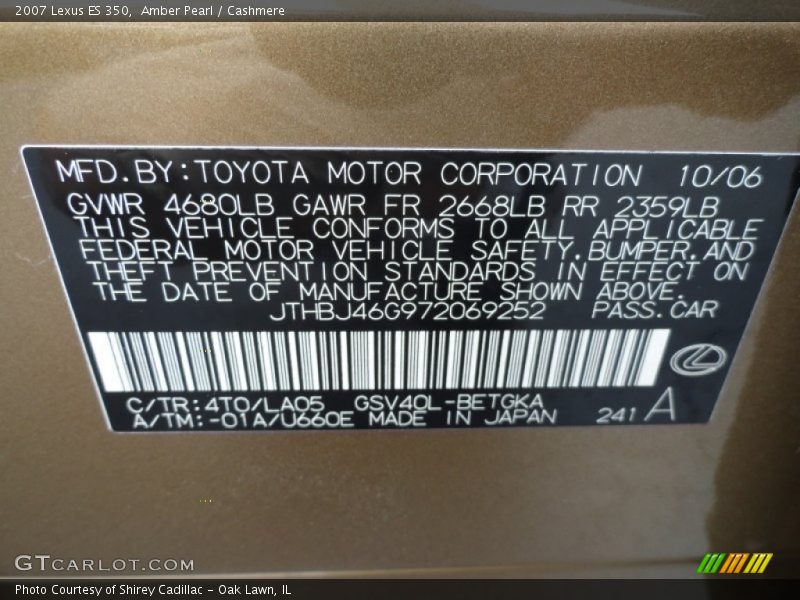 2007 Lexus ES 350, Amber Pearl / Cashmere
MFD.BY:TOYOTA MOTOR CORPORATION 10/06
GVWR 4680LB GAWR FR 2668LB RR 2359LB
THIS VEHICLE CONFORMS TO ALL APPLICABLE
FEDERAL MOTOR VEHICLE SAFETY.BUMPER.AND
THEFT PREVENTION STANDARDS IN EFFECT ON
THE DATE OF MANUFACTURE SHOWN ABOVE.
JTHBJ46G972069252 PASS.CAR
C/TR:4T0/LA05 GSV40L-BETGKA
A/TM:-01A/U660E MADE IN JAPAN 241 A
GTCARLOT.COM
Photo Courtesy of Shirey Cadillac - Oak Lawn, IL